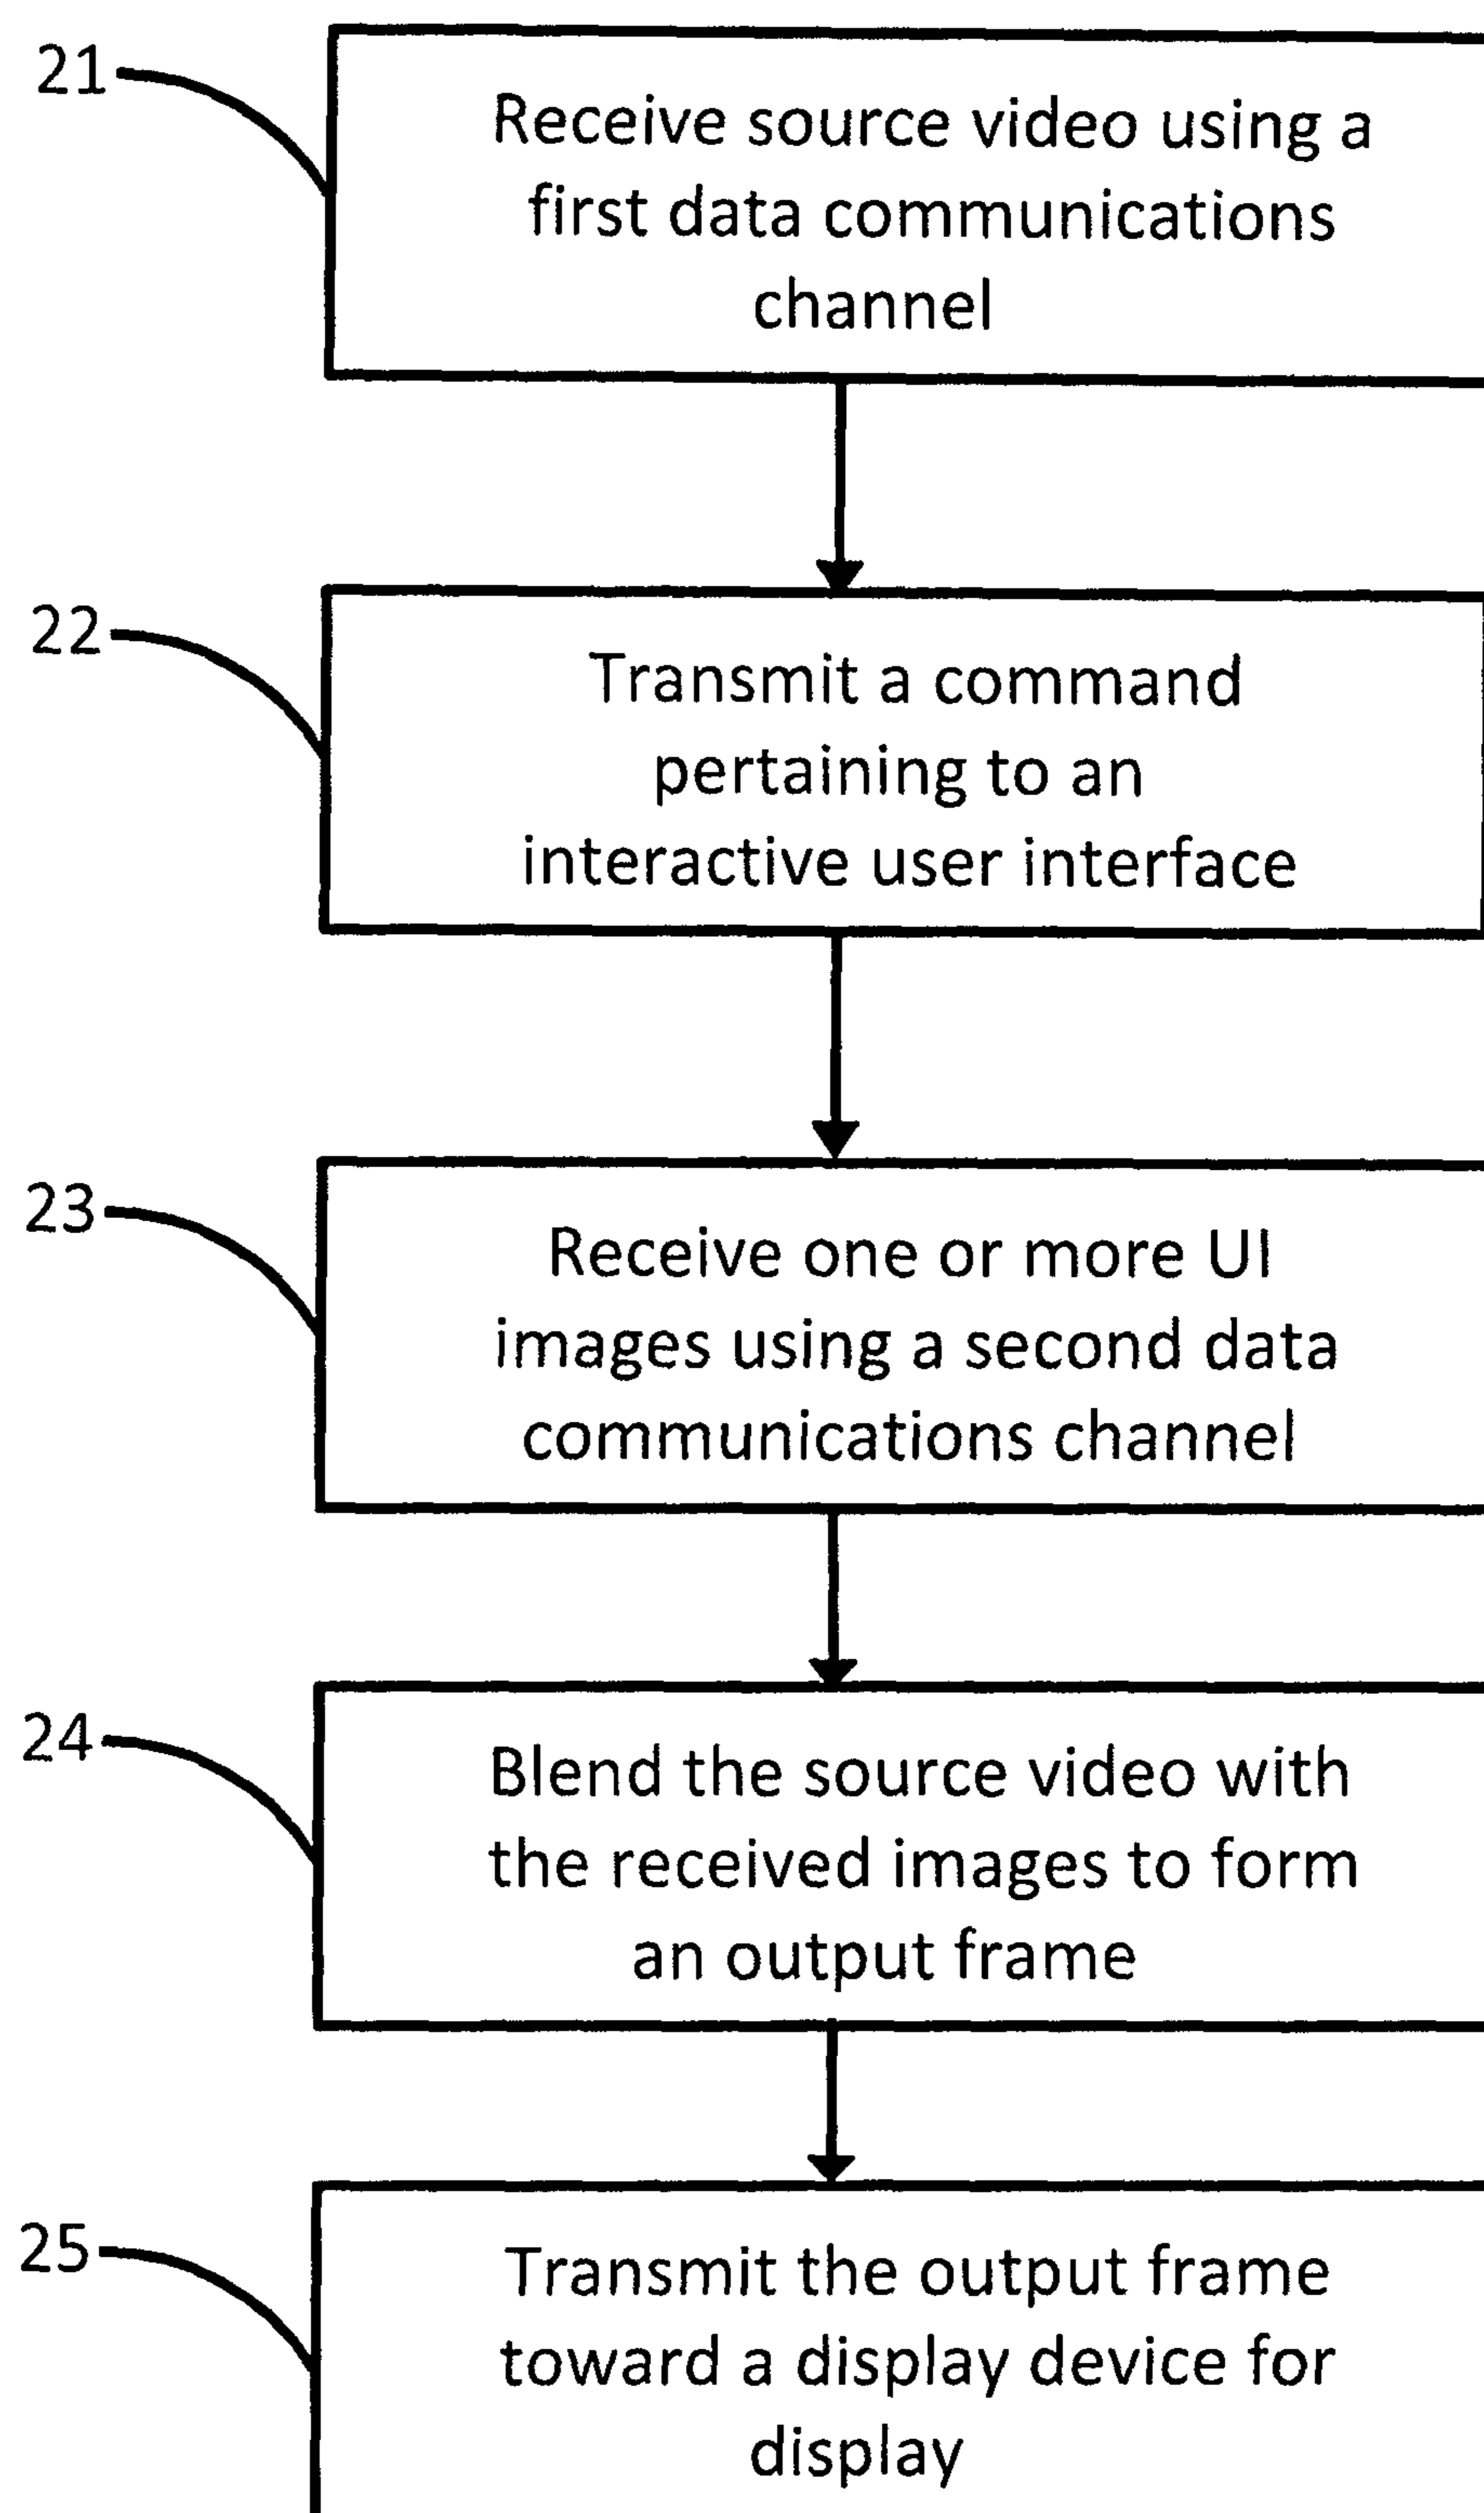 21
Receive source video using a
first data communications
channel
22
Transmit a command
pertaining to an
interactive user interface
23
Receive one or more UI
images using a second data
communications channel
24
Blend the source video with
the received images to form
an output frame
25
Transmit the output frame
toward a display device for
display